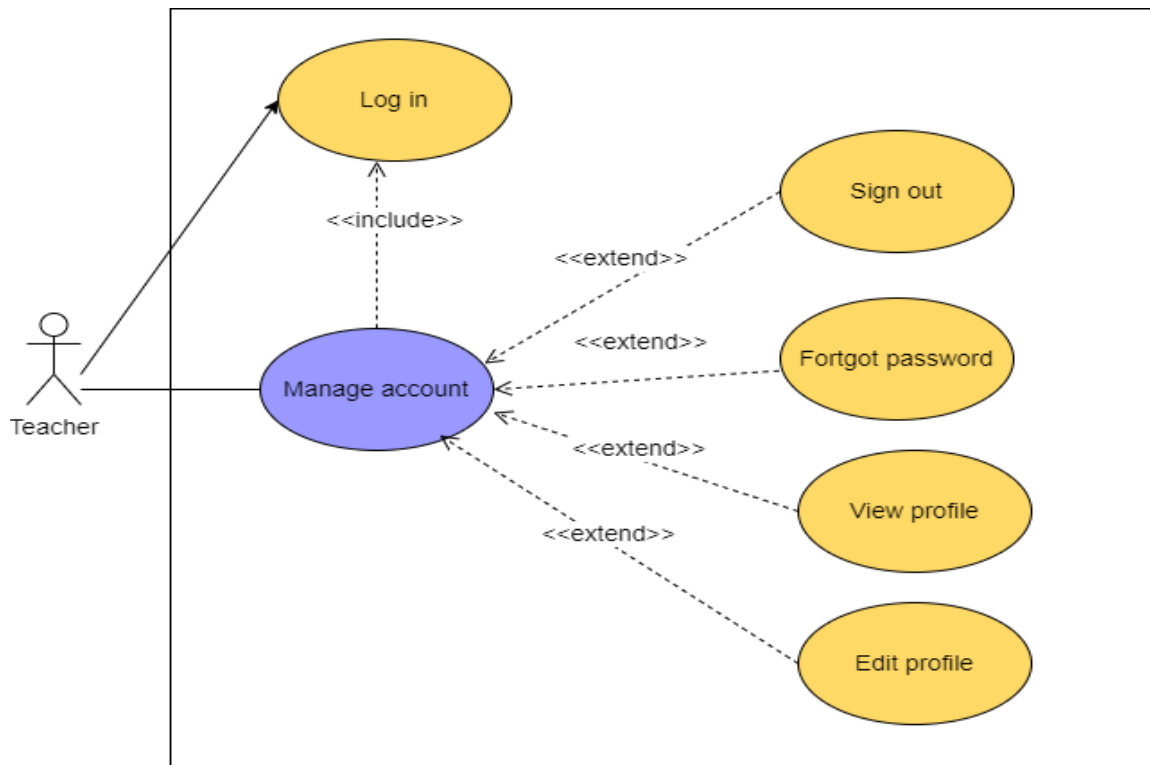 Log in
<<include>>
Sign out
<<extend>>
<<extend>>
Fortgot password
Manage account
Teacher
<<extend>>
View profile
<<extend>>
Edit profile